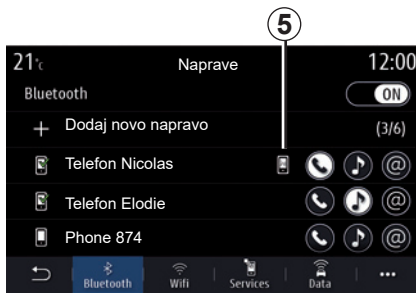 5
21°c Naprave 12:00
Bluetooth ON
+ Dodaj novo napravo (3/6)
Telefon Nicolas @
Telefon Elodie @
Phone 874 @
Bluetooth Wifi Services Data ...